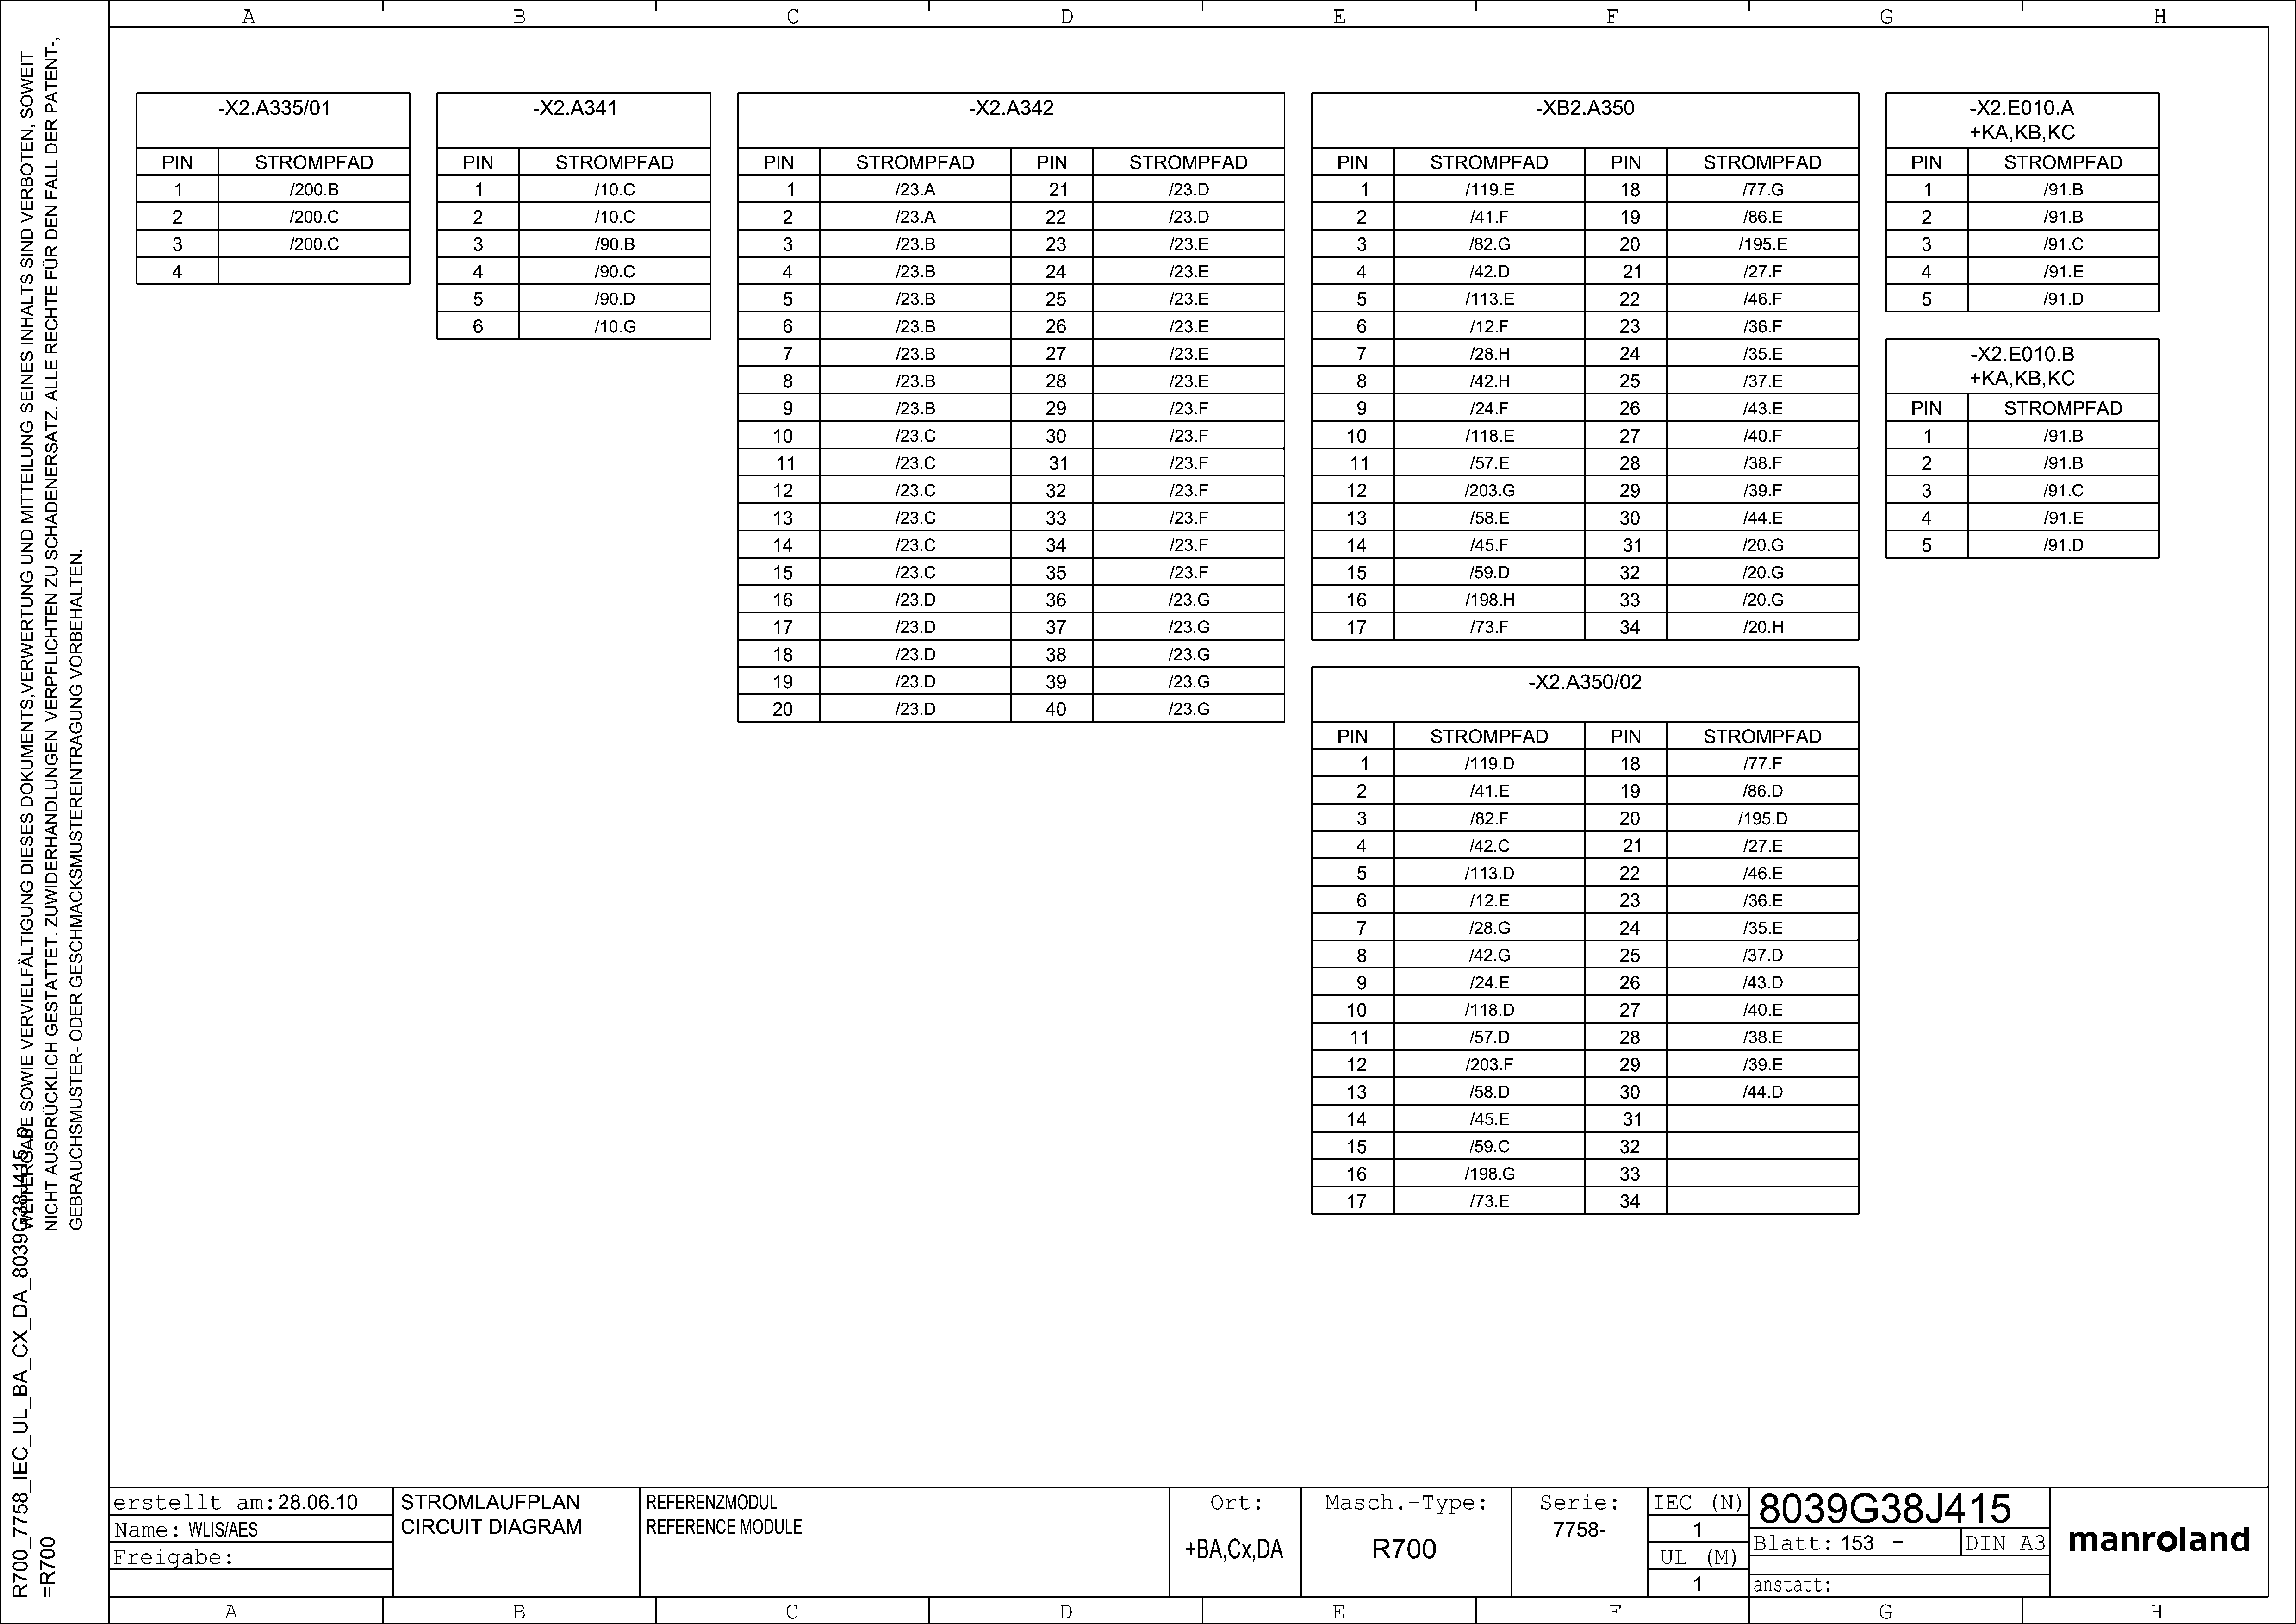 A B C D E F G H
WEITERGABE SOWIE VERVIELFÄLTIGUNG DIESES DOKUMENTS,VERWERTUNG UND MITTEILUNG SEINES INHALTS SIND VERBOTEN, SOWEIT
NICHT AUSDRÜCKLICH GESTATTET. ZUWIDERHANDLUNGEN VERPFLICHTEN ZU SCHADENERSATZ. ALLE RECHTE FÜR DEN FALL DER PATENT-,
GEBRAUCHSMUSTER- ODER GESCHMACKSMUSTEREINTRAGUNG VORBEHALTEN.
R700_7758_IEC_UL_BA_CX_DA_8039G38J415_D
=R700
-X2.A335/01
PIN STROMPFAD
1 /200.B
2 /200.C
3 /200.C
4
-X2.A341
PIN STROMPFAD
1 /10.C
2 /10.C
3 /90.B
4 /90.C
5 /90.D
6 /10.G
-X2.A342
PIN STROMPFAD PIN STROMPFAD
1 /23.A 21 /23.D
2 /23.A 22 /23.D
3 /23.B 23 /23.E
4 /23.B 24 /23.E
5 /23.B 25 /23.E
6 /23.B 26 /23.E
7 /23.B 27 /23.E
8 /23.B 28 /23.E
9 /23.B 29 /23.F
10 /23.C 30 /23.F
11 /23.C 31 /23.F
12 /23.C 32 /23.F
13 /23.C 33 /23.F
14 /23.C 34 /23.F
15 /23.C 35 /23.F
16 /23.D 36 /23.G
17 /23.D 37 /23.G
18 /23.D 38 /23.G
19 /23.D 39 /23.G
20 /23.D 40 /23.G
-XB2.A350
PIN STROMPFAD PIN STROMPFAD
1 /119.E 18 /77.G
2 /41.F 19 /86.E
3 /82.G 20 /195.E
4 /42.D 21 /27.F
5 /113.E 22 /46.F
6 /12.F 23 /36.F
7 /28.H 24 /35.E
8 /42.H 25 /37.E
9 /24.F 26 /43.E
10 /118.E 27 /40.F
11 /57.E 28 /38.F
12 /203.G 29 /39.F
13 /58.E 30 /44.E
14 /45.F 31 /20.G
15 /59.D 32 /20.G
16 /198.H 33 /20.G
17 /73.F 34 /20.H
-X2.A350/02
PIN STROMPFAD PIN STROMPFAD
1 /119.D 18 /77.F
2 /41.E 19 /86.D
3 /82.F 20 /195.D
4 /42.C 21 /27.E
5 /113.D 22 /46.E
6 /12.E 23 /36.E
7 /28.G 24 /35.E
8 /42.G 25 /37.D
9 /24.E 26 /43.D
10 /118.D 27 /40.E
11 /57.D 28 /38.E
12 /203.F 29 /39.E
13 /58.D 30 /44.D
14 /45.E 31
15 /59.C 32
16 /198.G 33
17 /73.E 34
-X2.E010.A
+KA,KB,KC
PIN STROMPFAD
1 /91.B
2 /91.B
3 /91.C
4 /91.E
5 /91.D
-X2.E010.B
+KA,KB,KC
PIN STROMPFAD
1 /91.B
2 /91.B
3 /91.C
4 /91.E
5 /91.D
erstellt am: 28.06.10
Name: WLIS/AES
Freigabe:
STROMLAUFPLAN
CIRCUIT DIAGRAM
REFERENZMODUL
REFERENCE MODULE
Ort:
+BA,Cx,DA
Masch.-Type:
R700
Serie:
7758-
IEC (N)
1
UL (M)
1
8039G38J415
Blatt: 153 - DIN A3
anstatt:
manroland
A B C D E F G H